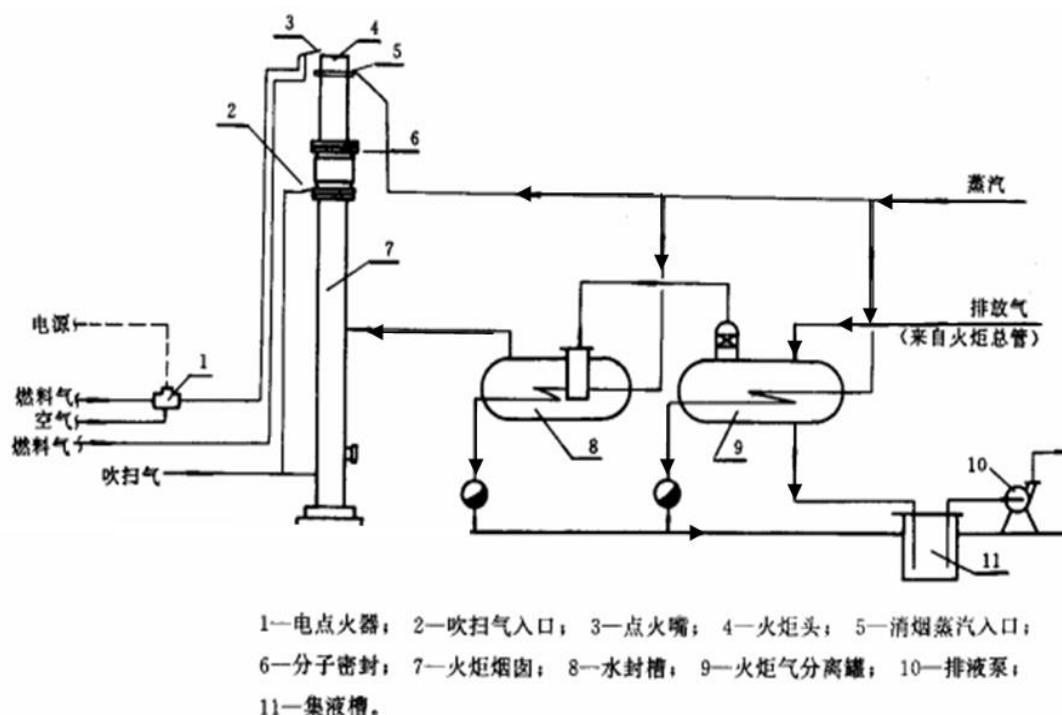 3
4
5
2
6
蒸汽
7
排放气
(来自火炬总管)
电源
1
燃料气
空气
燃料气
8
9
吹扫气
10
11
1—电点火器； 2—吹扫气入口； 3—点火嘴； 4—火炬头； 5—消烟蒸汽入口；
6—分子密封； 7—火炬烟囱； 8—水封槽； 9—火炬气分离罐； 10—排液泵；
11—集液槽。